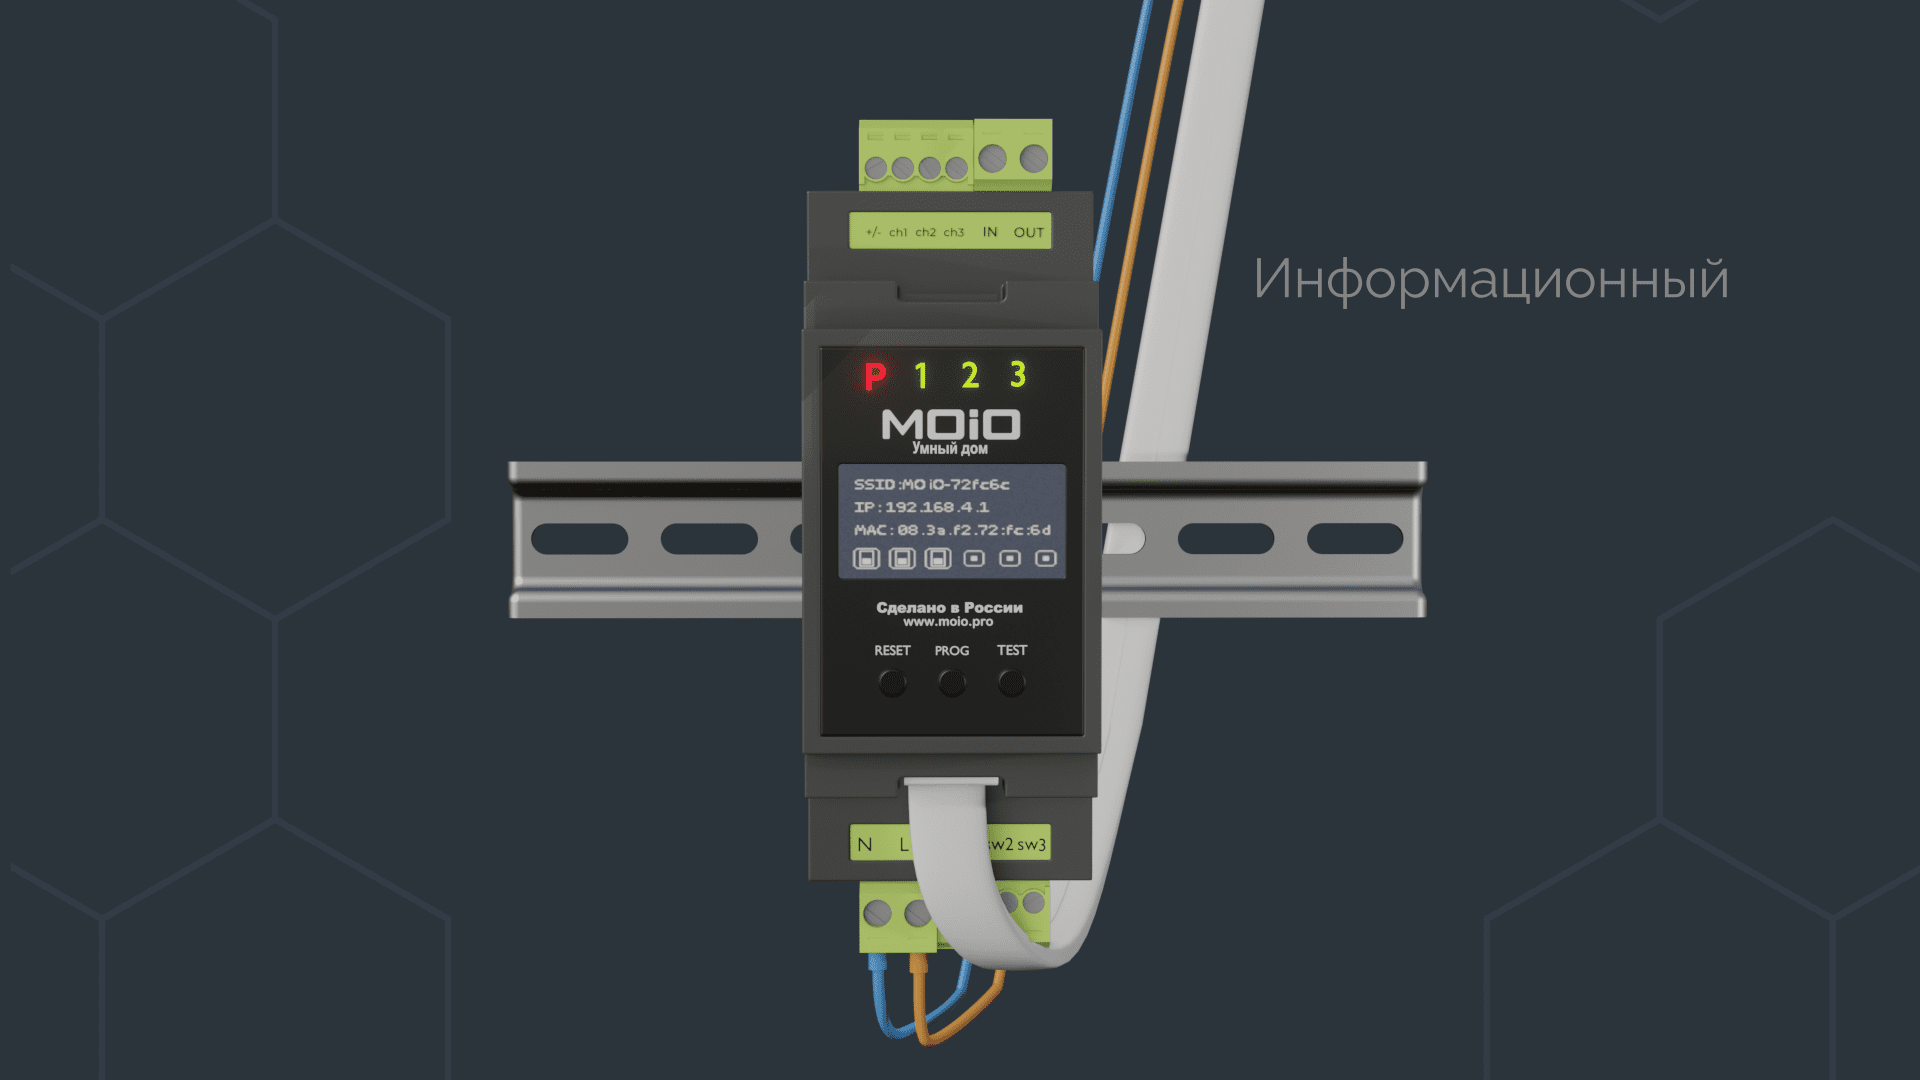 +/- ch1 ch2 ch3 IN OUT
Информационный
P 1 2 3
MOiO
Умный дом
SSID:MOiO-72fc6c
IP:192.168.4.1
MAC:08.3a.f2.72:fc:6d
Сделано в России
www.moio.pro
RESET PROG TEST
N L sw2 sw3